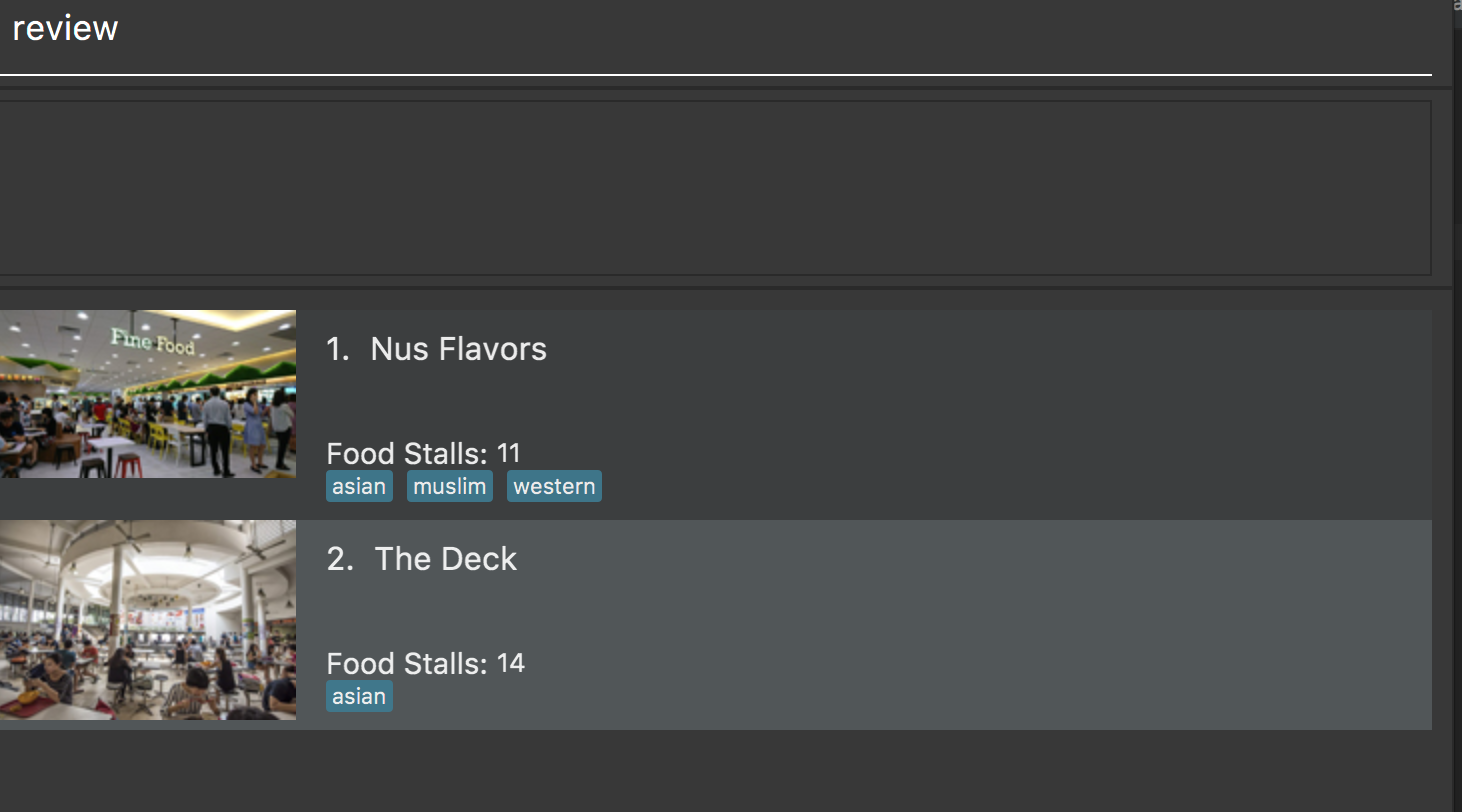 review
Fine Food
1. Nus Flavors
Food Stalls: 11
asian muslim western
2. The Deck
Food Stalls: 14
asian